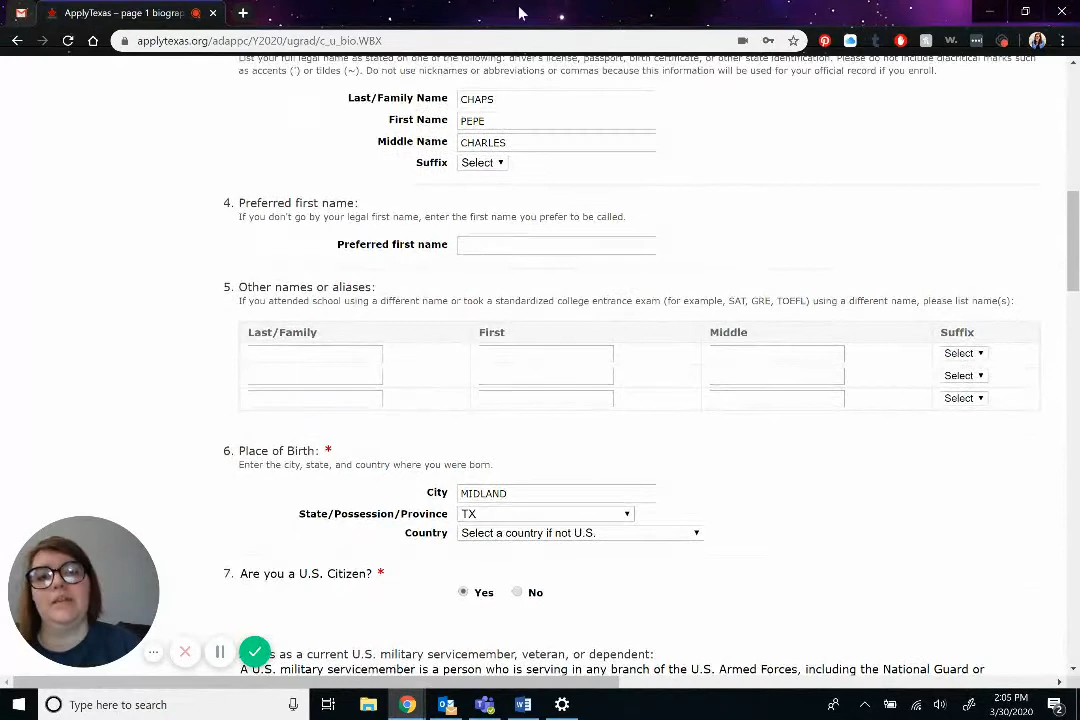 ApplyTexas – page 1 biograp
applytexas.org/adappc/Y2020/ugrad/c_u_bio.WBX
List your full legal name as stated on one of the following: driver's license, passport, birth certificate, or other state identification. Please do not include diacritical marks such
as accents (') or tildes (~). Do not use nicknames or abbreviations or commas because this information will be used for your official record if you enroll.
Last/Family Name CHAPS
First Name PEPE
Middle Name CHARLES
Suffix Select
4. Preferred first name:
If you don't go by your legal first name, enter the first name you prefer to be called.
Preferred first name
5. Other names or aliases:
If you attended school using a different name or took a standardized college entrance exam (for example, SAT, GRE, TOEFL) using a different name, please list name(s):
Last/Family First Middle Suffix
Select
Select
Select
6. Place of Birth: *
Enter the city, state, and country where you were born.
City MIDLAND
State/Possession/Province TX
Country Select a country if not U.S.
7. Are you a U.S. Citizen? *
Yes No
as a current U.S. military servicemember, veteran, or dependent:
A U.S. military servicemember is a person who is serving in any branch of the U.S. Armed Forces, including the National Guard or
Type here to search
2:05 PM
3/30/2020
2